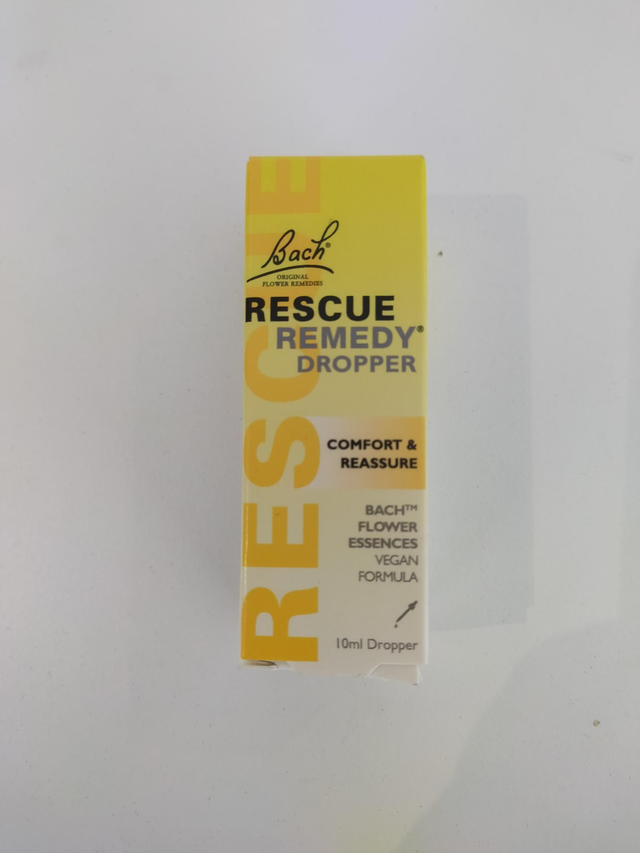 Bach®
ORIGINAL
FLOWER REMEDIES
RESCUE
REMEDY®
DROPPER
COMFORT &
REASSURE
BACH™
FLOWER
ESSENCES
VEGAN
FORMULA
10ml Dropper
RESCUE